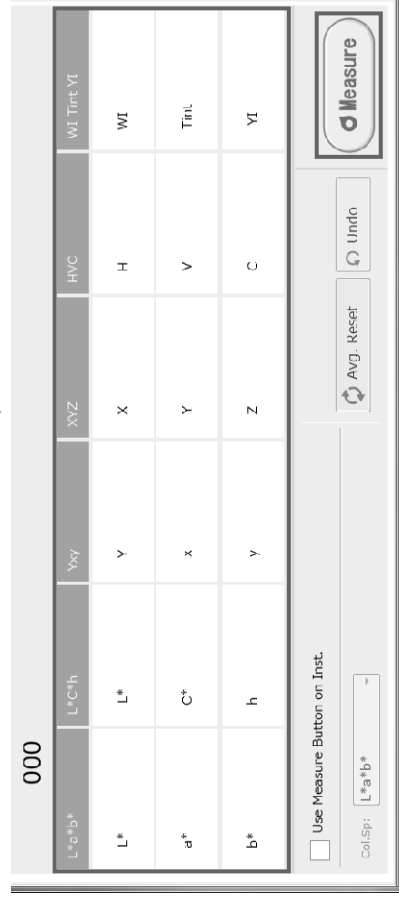 000
L*a*b* L*C*h Yxy XYZ HVC WI Tint YI
L* L* Y X H WI
a* C* x Y V Tint
b* h y Z C YI
Use Measure Button on Inst.
Col.Sp: L*a*b*
Avg. Reset Undo
Measure